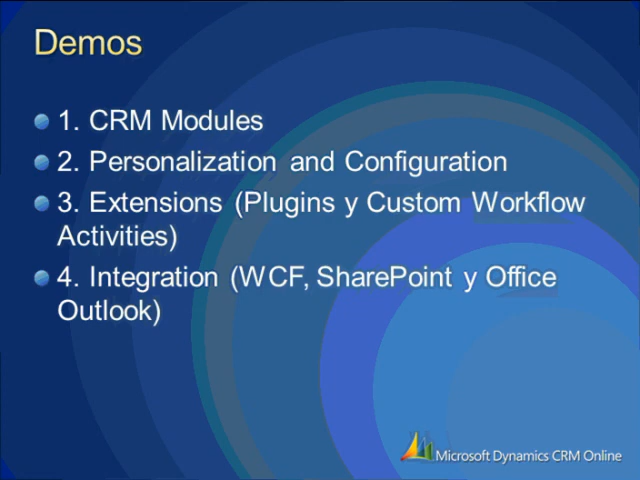 Demos
1. CRM Modules
2. Personalization and Configuration
3. Extensions (Plugins y Custom Workflow
Activities)
4. Integration (WCF, SharePoint y Office
Outlook)
Microsoft Dynamics CRM Online